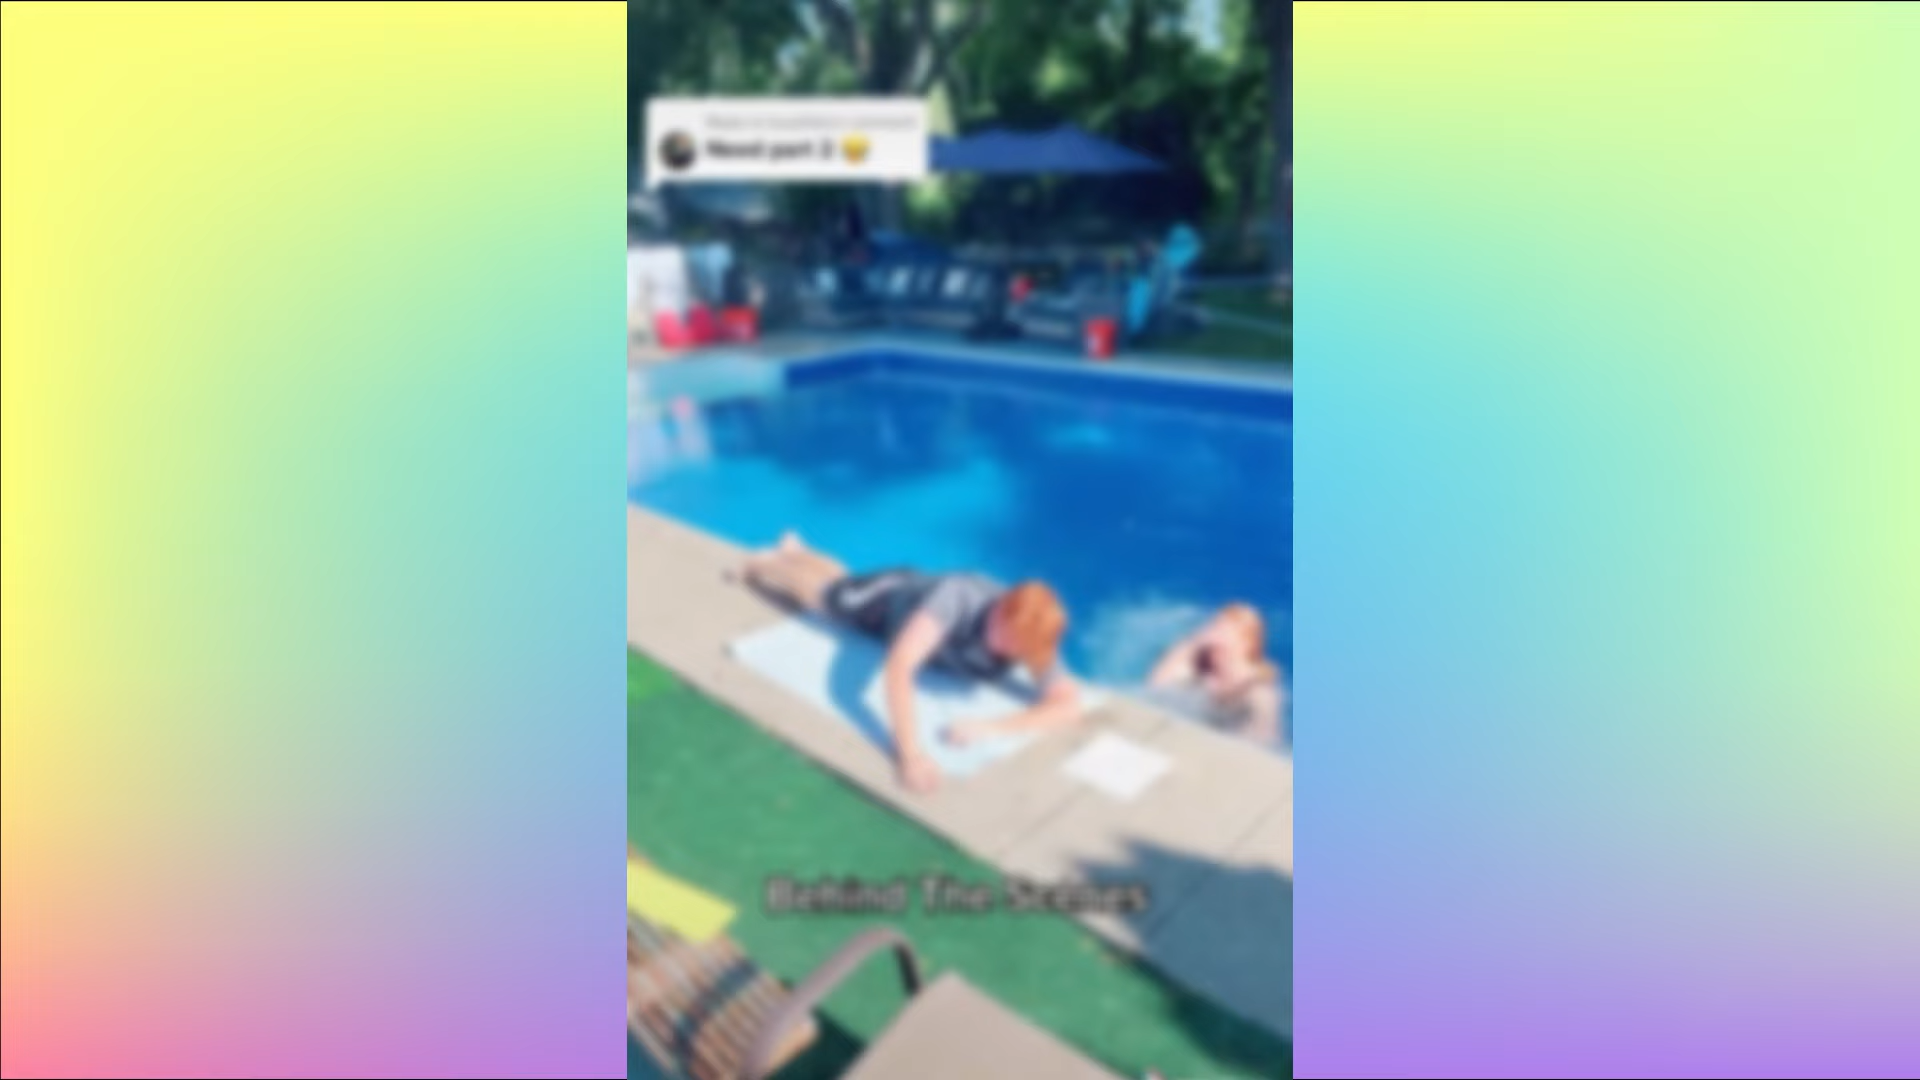 Need part 2 😂
Behind The Scenes